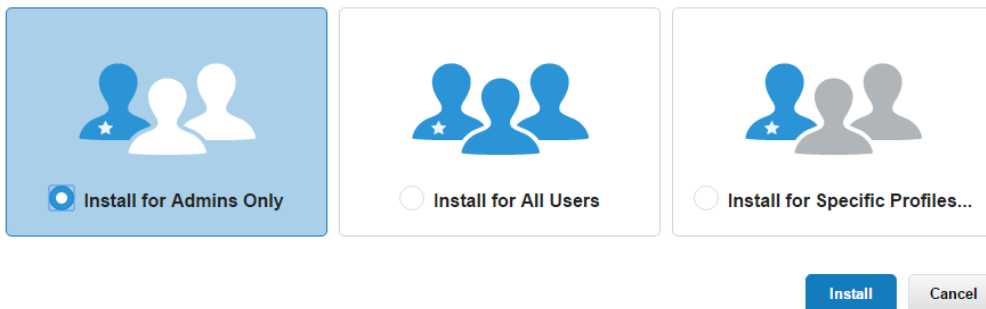 Install for Admins Only
Install for All Users
Install for Specific Profiles...
Install
Cancel